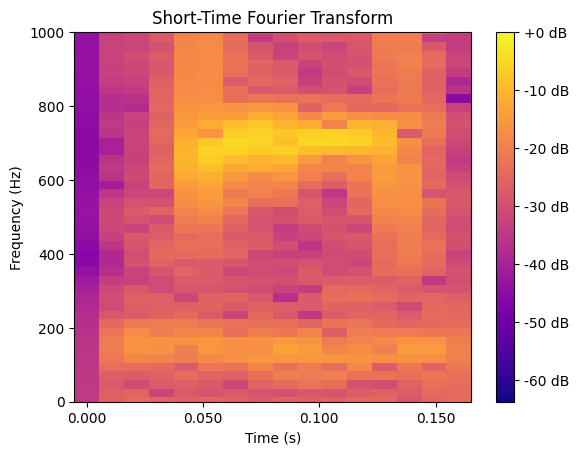 Short-Time Fourier Transform
1000
800
600
400
200
0
Frequency (Hz)
0.000
0.050
0.100
0.150
Time (s)
+0 dB
-10 dB
-20 dB
-30 dB
-40 dB
-50 dB
-60 dB